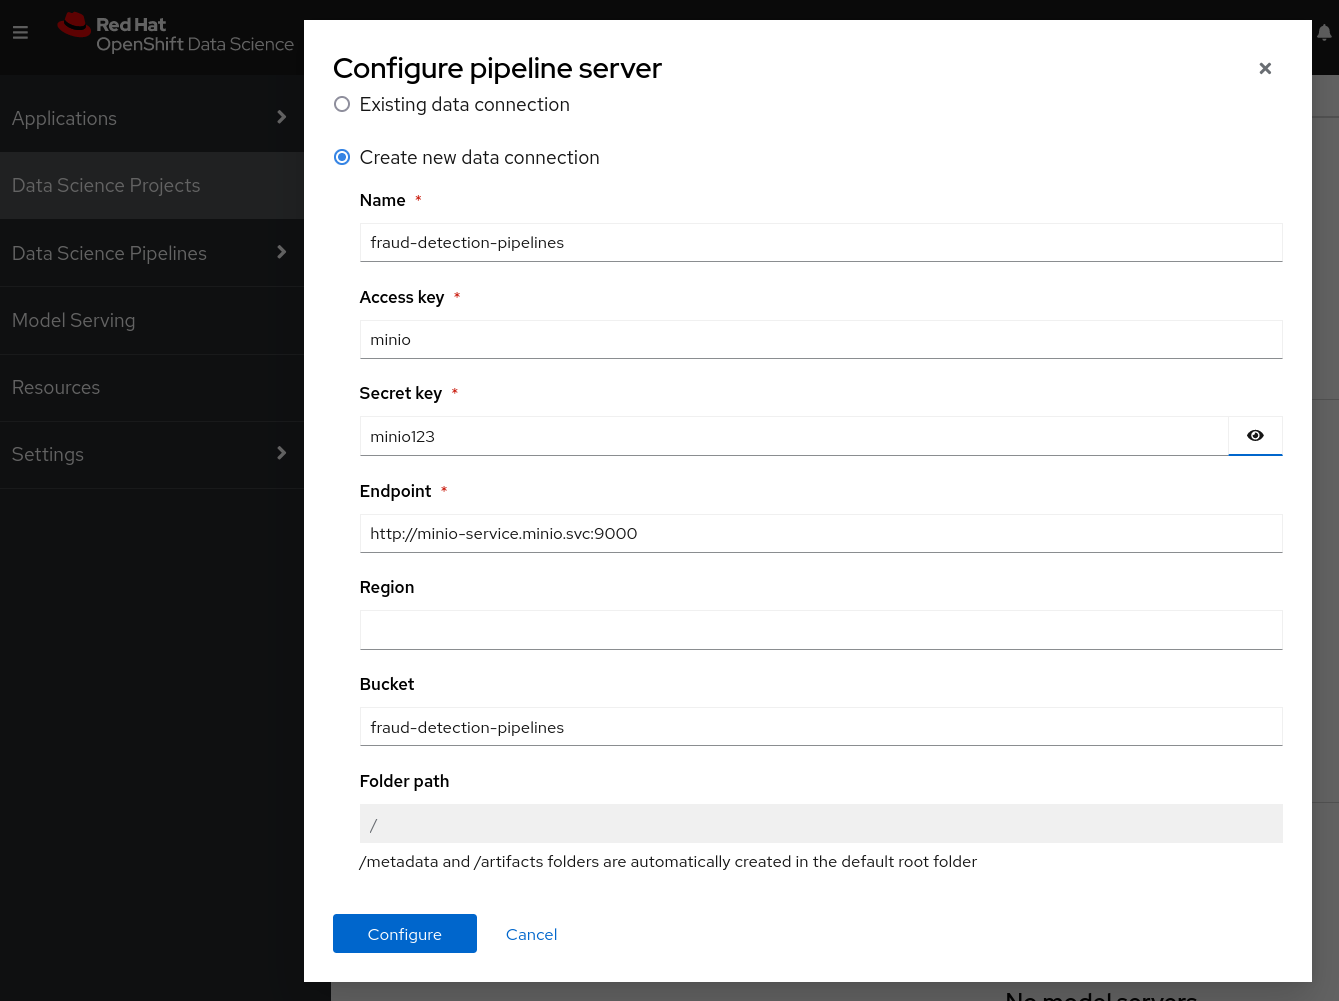 Red Hat
OpenShift Data Science
Applications
Data Science Projects
Data Science Pipelines
Model Serving
Resources
Settings
Configure pipeline server
Existing data connection
Create new data connection
Name *
fraud-detection-pipelines
Access key *
minio
Secret key *
minio123
Endpoint *
http://minio-service.minio.svc:9000
Region
Bucket
fraud-detection-pipelines
Folder path
/
/metadata and /artifacts folders are automatically created in the default root folder
Configure Cancel
No model servers